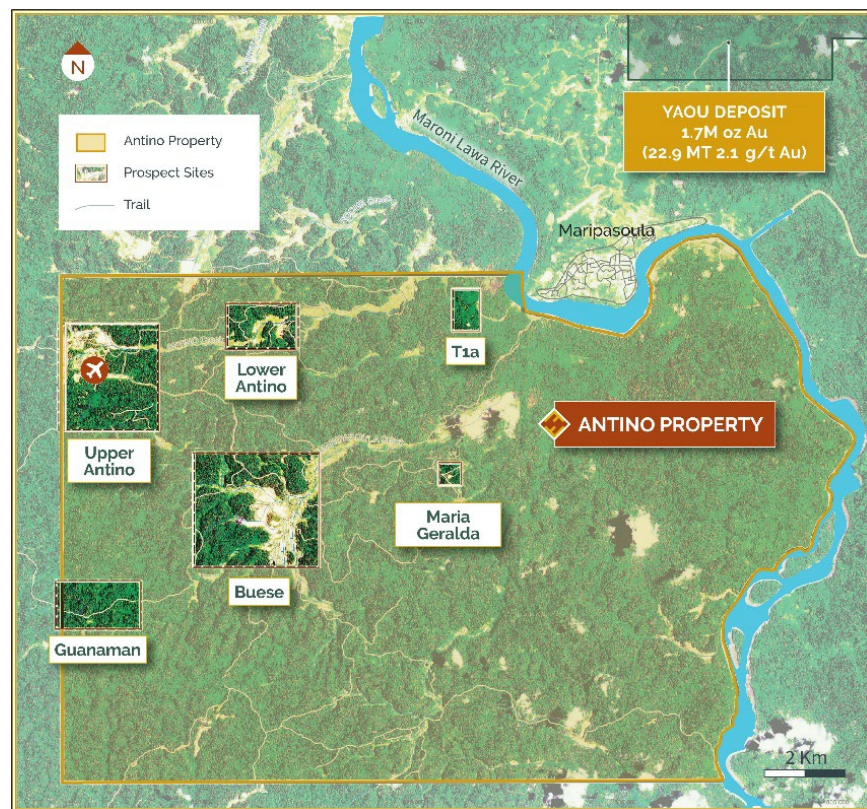 N
YAOU DEPOSIT
1.7M oz Au
(22.9 MT 2.1 g/t Au)
Antino Property
Prospect Sites
Trail
Maroni Lawa River
Maripasoula
Lower
Antino
T1a
Upper
Antino
ANTINO PROPERTY
Maria
Geralda
Buese
Guanaman
2 Km